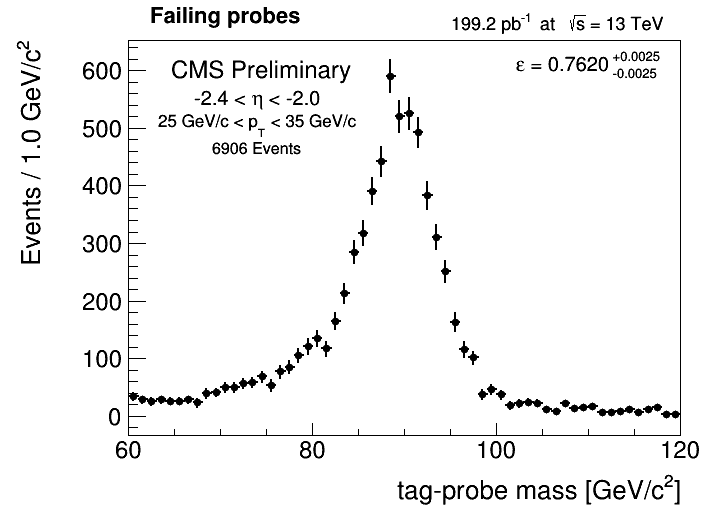 Failing probes
199.2 pb⁻¹ at √s = 13 TeV
CMS Preliminary
-2.4 < η < -2.0
25 GeV/c < p_T < 35 GeV/c
6906 Events
ε = 0.7620 +0.0025 -0.0025
Events / 1.0 GeV/c²
600
500
400
300
200
100
0
60 80 100 120
tag-probe mass [GeV/c²]